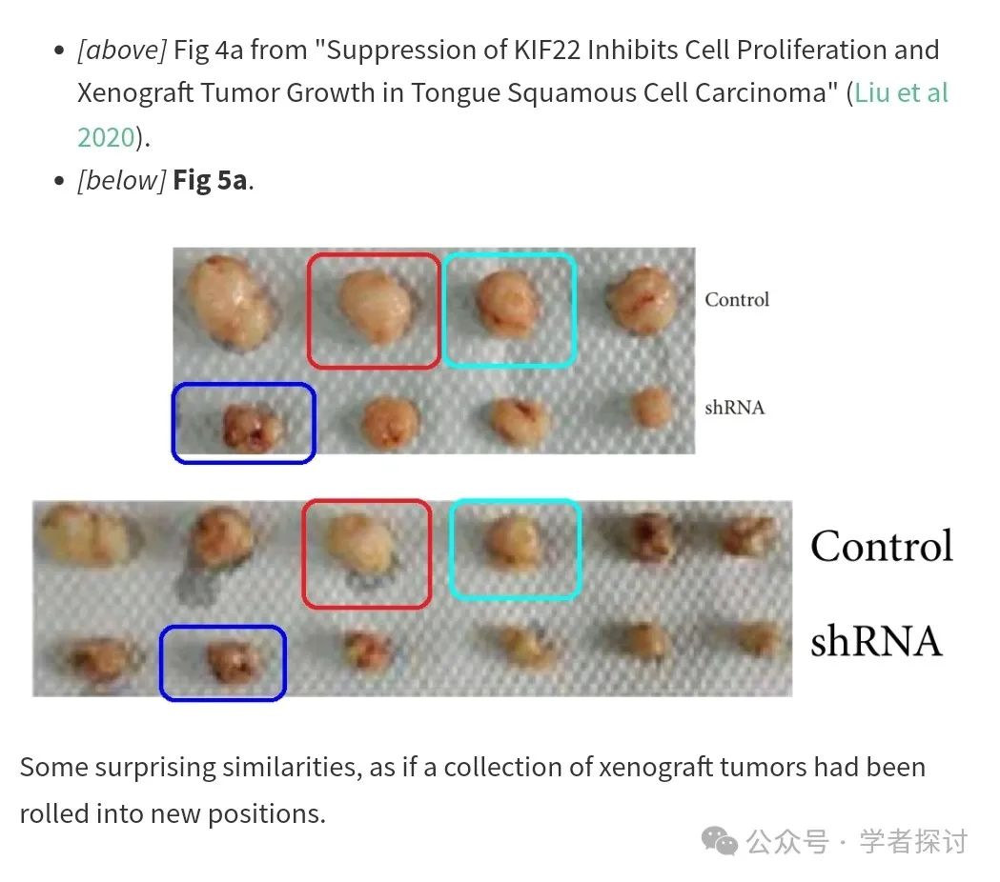 • [above] Fig 4a from "Suppression of KIF22 Inhibits Cell Proliferation and
Xenograft Tumor Growth in Tongue Squamous Cell Carcinoma" (Liu et al
2020).
• [below] Fig 5a.
Control
shRNA
Control
shRNA
Some surprising similarities, as if a collection of xenograft tumors had been
rolled into new positions.
公众号 · 学者探讨